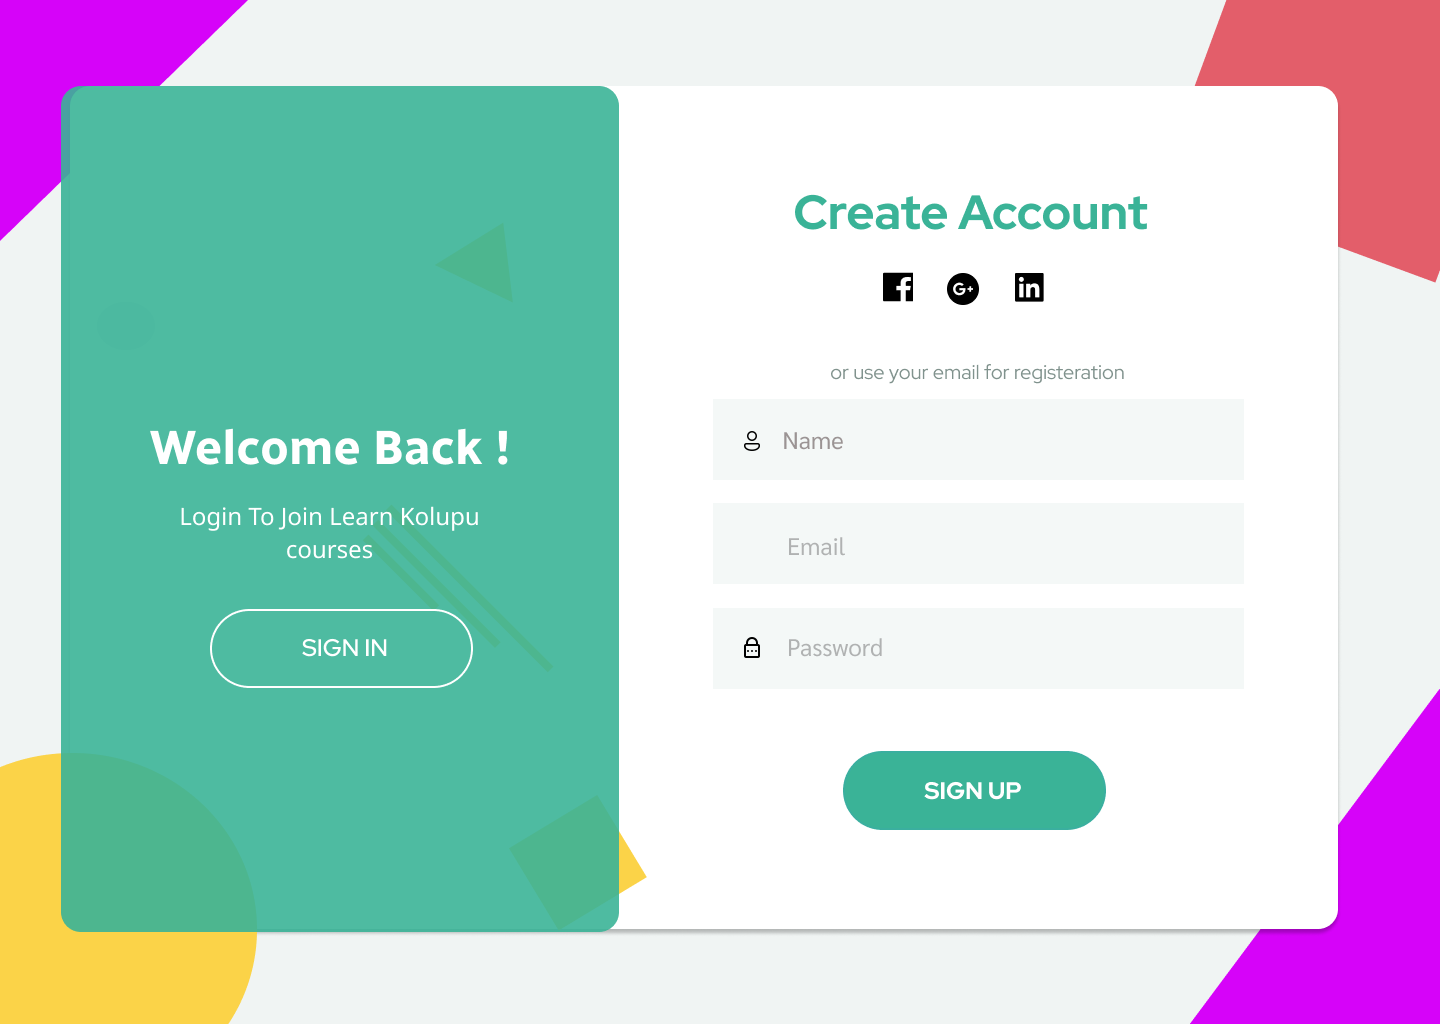 Welcome Back !
Login To Join Learn Kolupu
courses
SIGN IN
Create Account
G+
in
or use your email for registeration
Name
Email
Password
SIGN UP